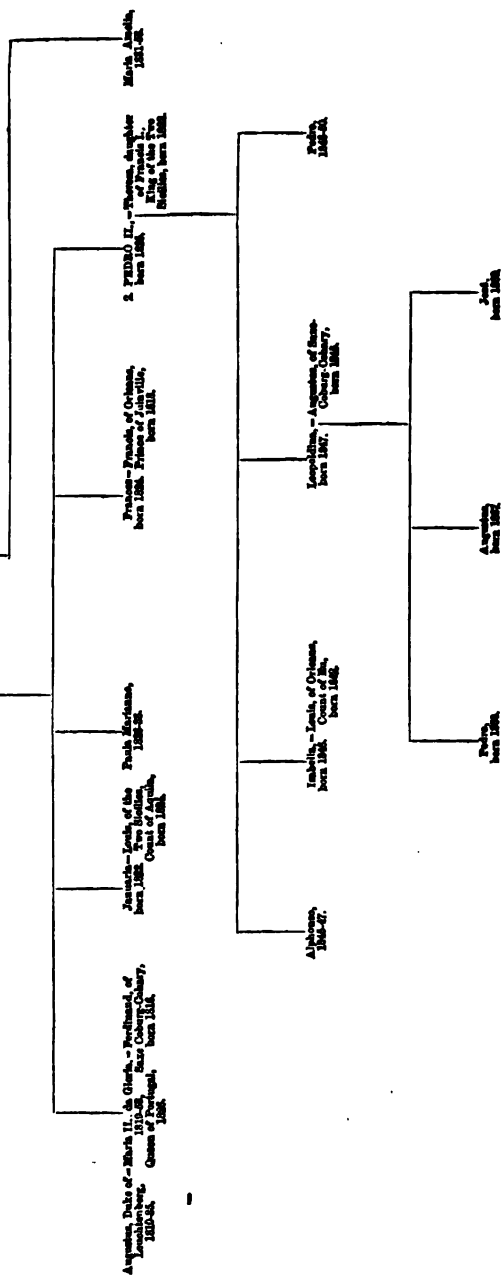 Maria Amelia,
1831-53.
Augustus, Duke of = Maria II. da Gloria, = Ferdinand, of
Leuchtenberg, 1819-53, Saxe Coburg-Cohary,
1810-35. Queen of Portugal, born 1816.
1826.
Januaria = Louis, of the
born 1822. Two Sicilies,
Count of Aquila,
born 1824.
Paula Marianne,
1823-33.
Frances = Francis, of Orleans,
born 1824. Prince of Joinville,
born 1818.
2. PEDRO II., = Theresa, daughter
born 1825. of Francis I.
King of the Two
Sicilies, born 1822.
Alphonso,
1845-47.
Isabella, = Louis, of Orleans,
born 1846. Count of Eu,
born 1842.
Leopoldina, = Augustus, of Saxe-
born 1847. Coburg-Cohary,
born 1845.
Pedro,
Pedro,
born 1866.
Augustus,
born 1867.
José,
born 1869.